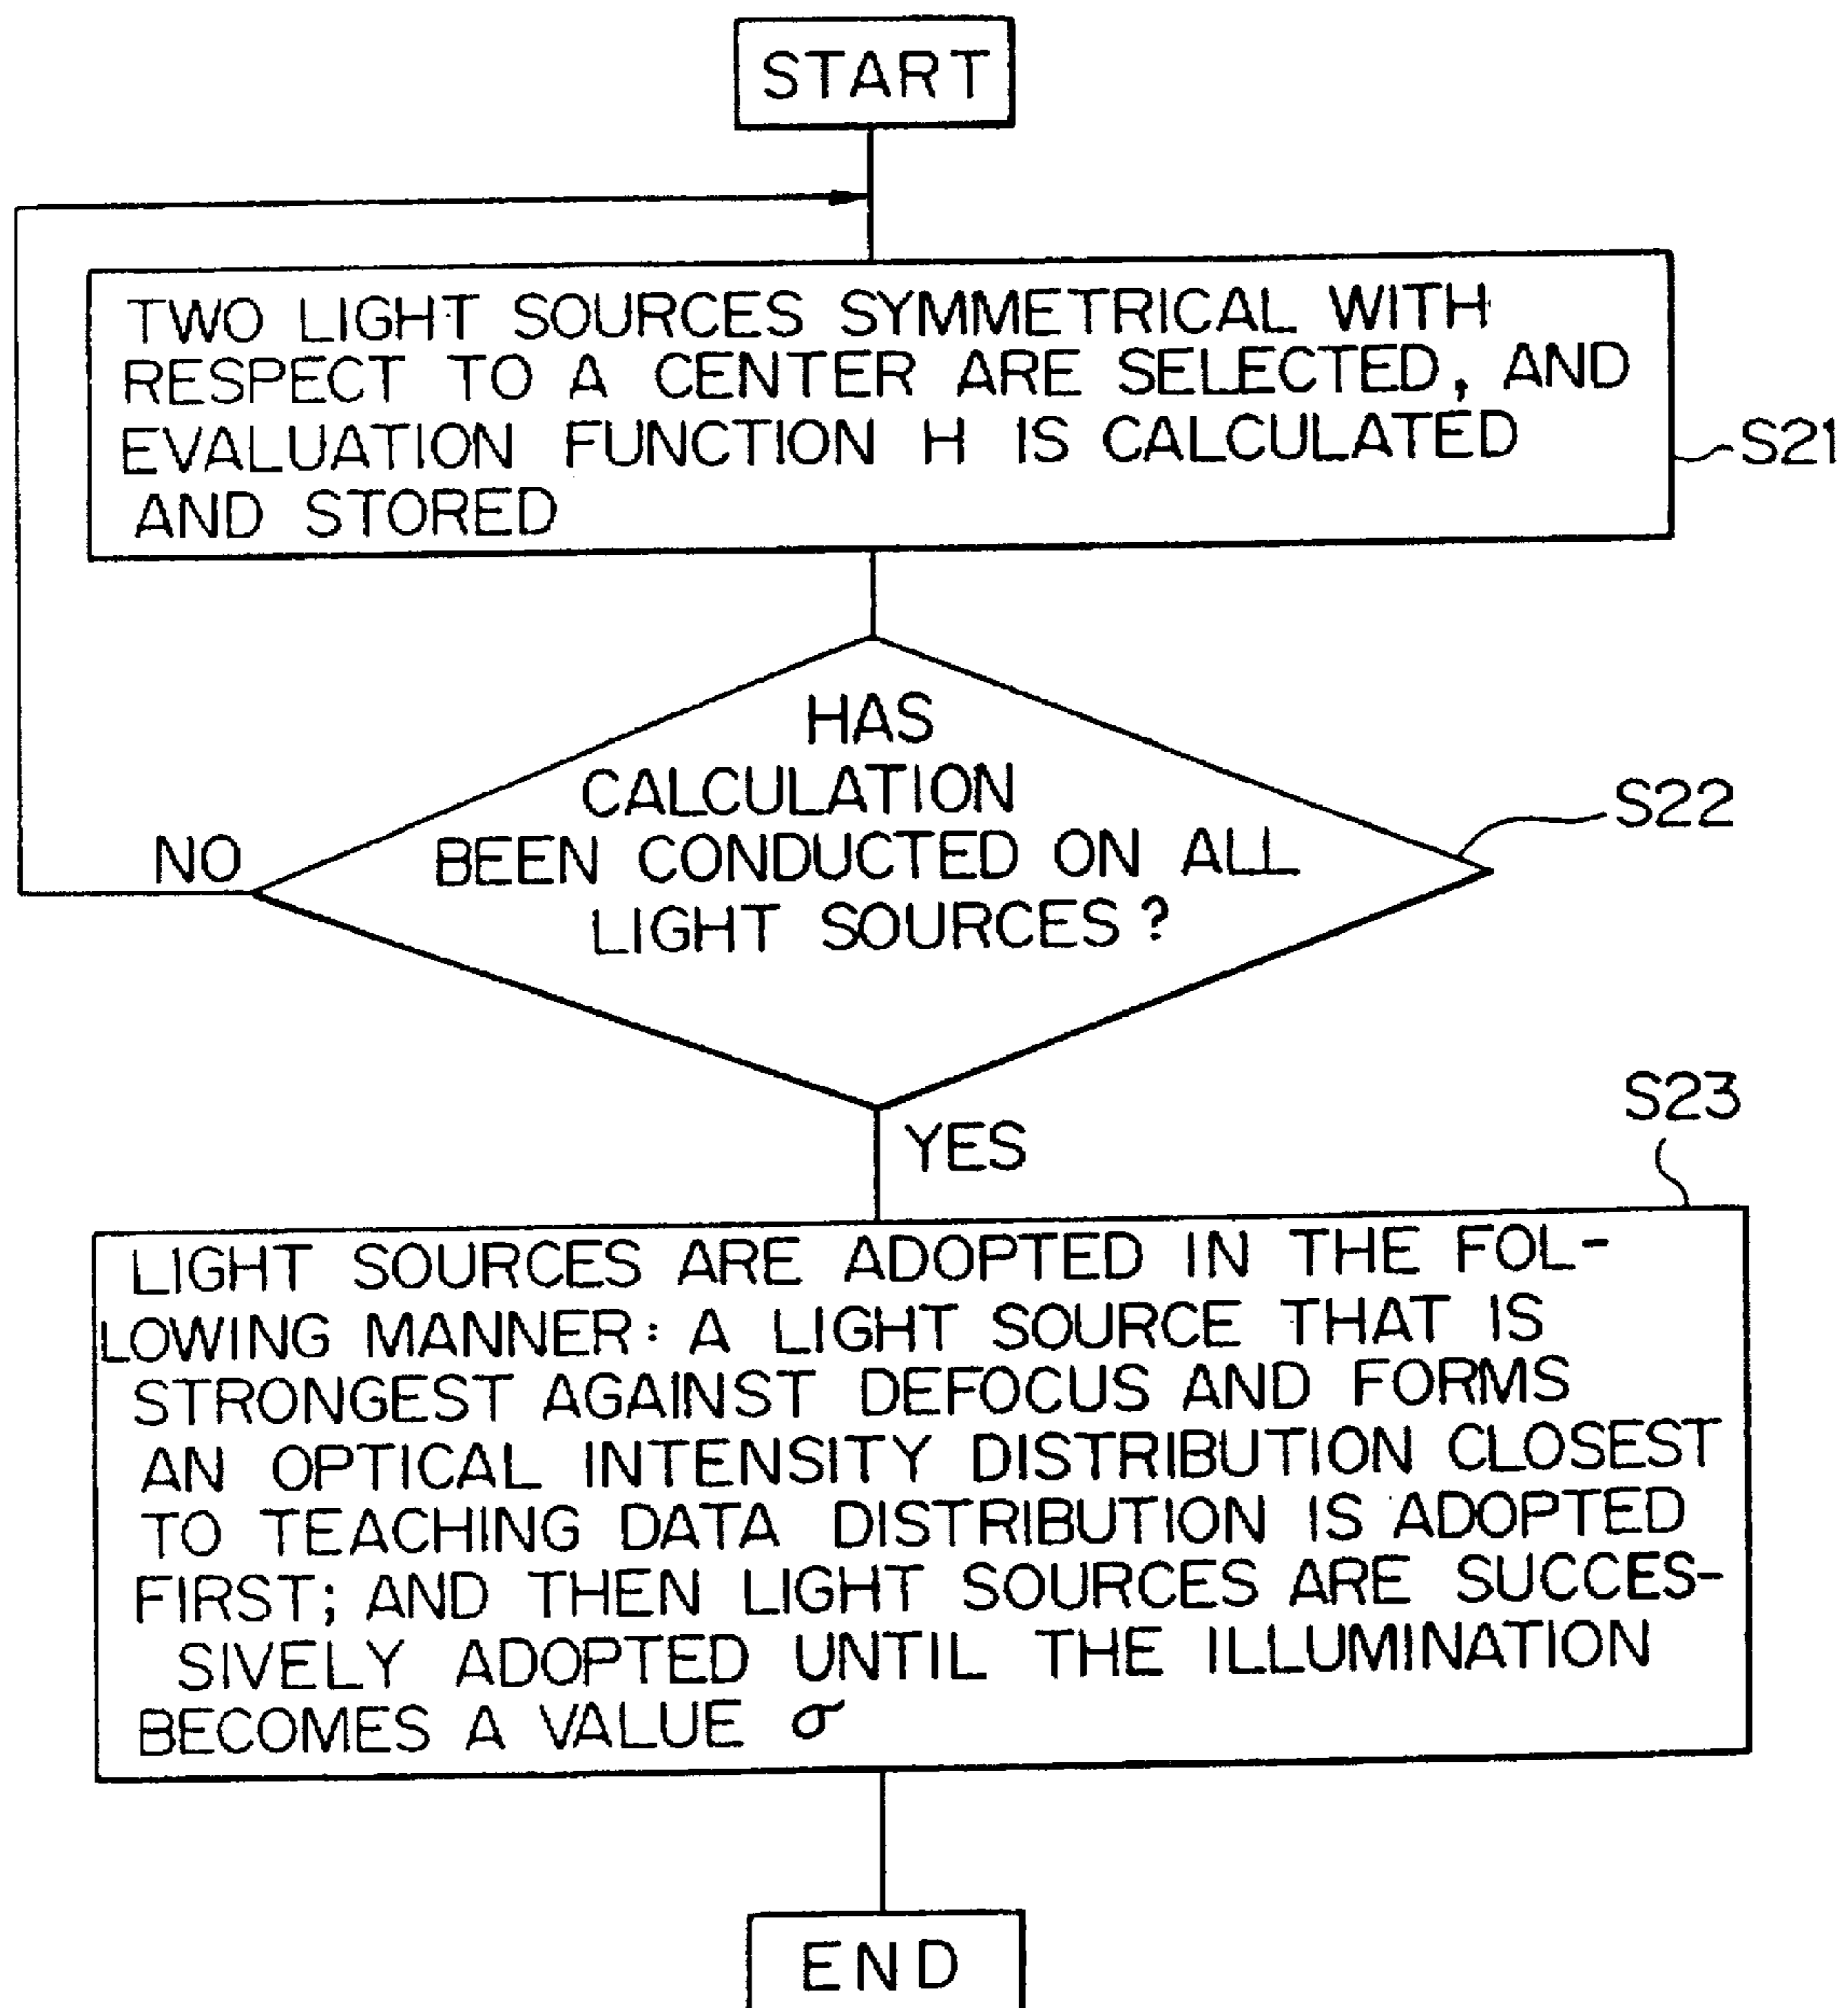 START
TWO LIGHT SOURCES SYMMETRICAL WITH
RESPECT TO A CENTER ARE SELECTED, AND
EVALUATION FUNCTION H IS CALCULATED
AND STORED
S21
HAS
CALCULATION
BEEN CONDUCTED ON ALL
LIGHT SOURCES?
S22
NO
YES
S23
LIGHT SOURCES ARE ADOPTED IN THE FOL-
LOWING MANNER: A LIGHT SOURCE THAT IS
STRONGEST AGAINST DEFOCUS AND FORMS
AN OPTICAL INTENSITY DISTRIBUTION CLOSEST
TO TEACHING DATA DISTRIBUTION IS ADOPTED
FIRST; AND THEN LIGHT SOURCES ARE SUCCES-
SIVELY ADOPTED UNTIL THE ILLUMINATION
BECOMES A VALUE σ
END